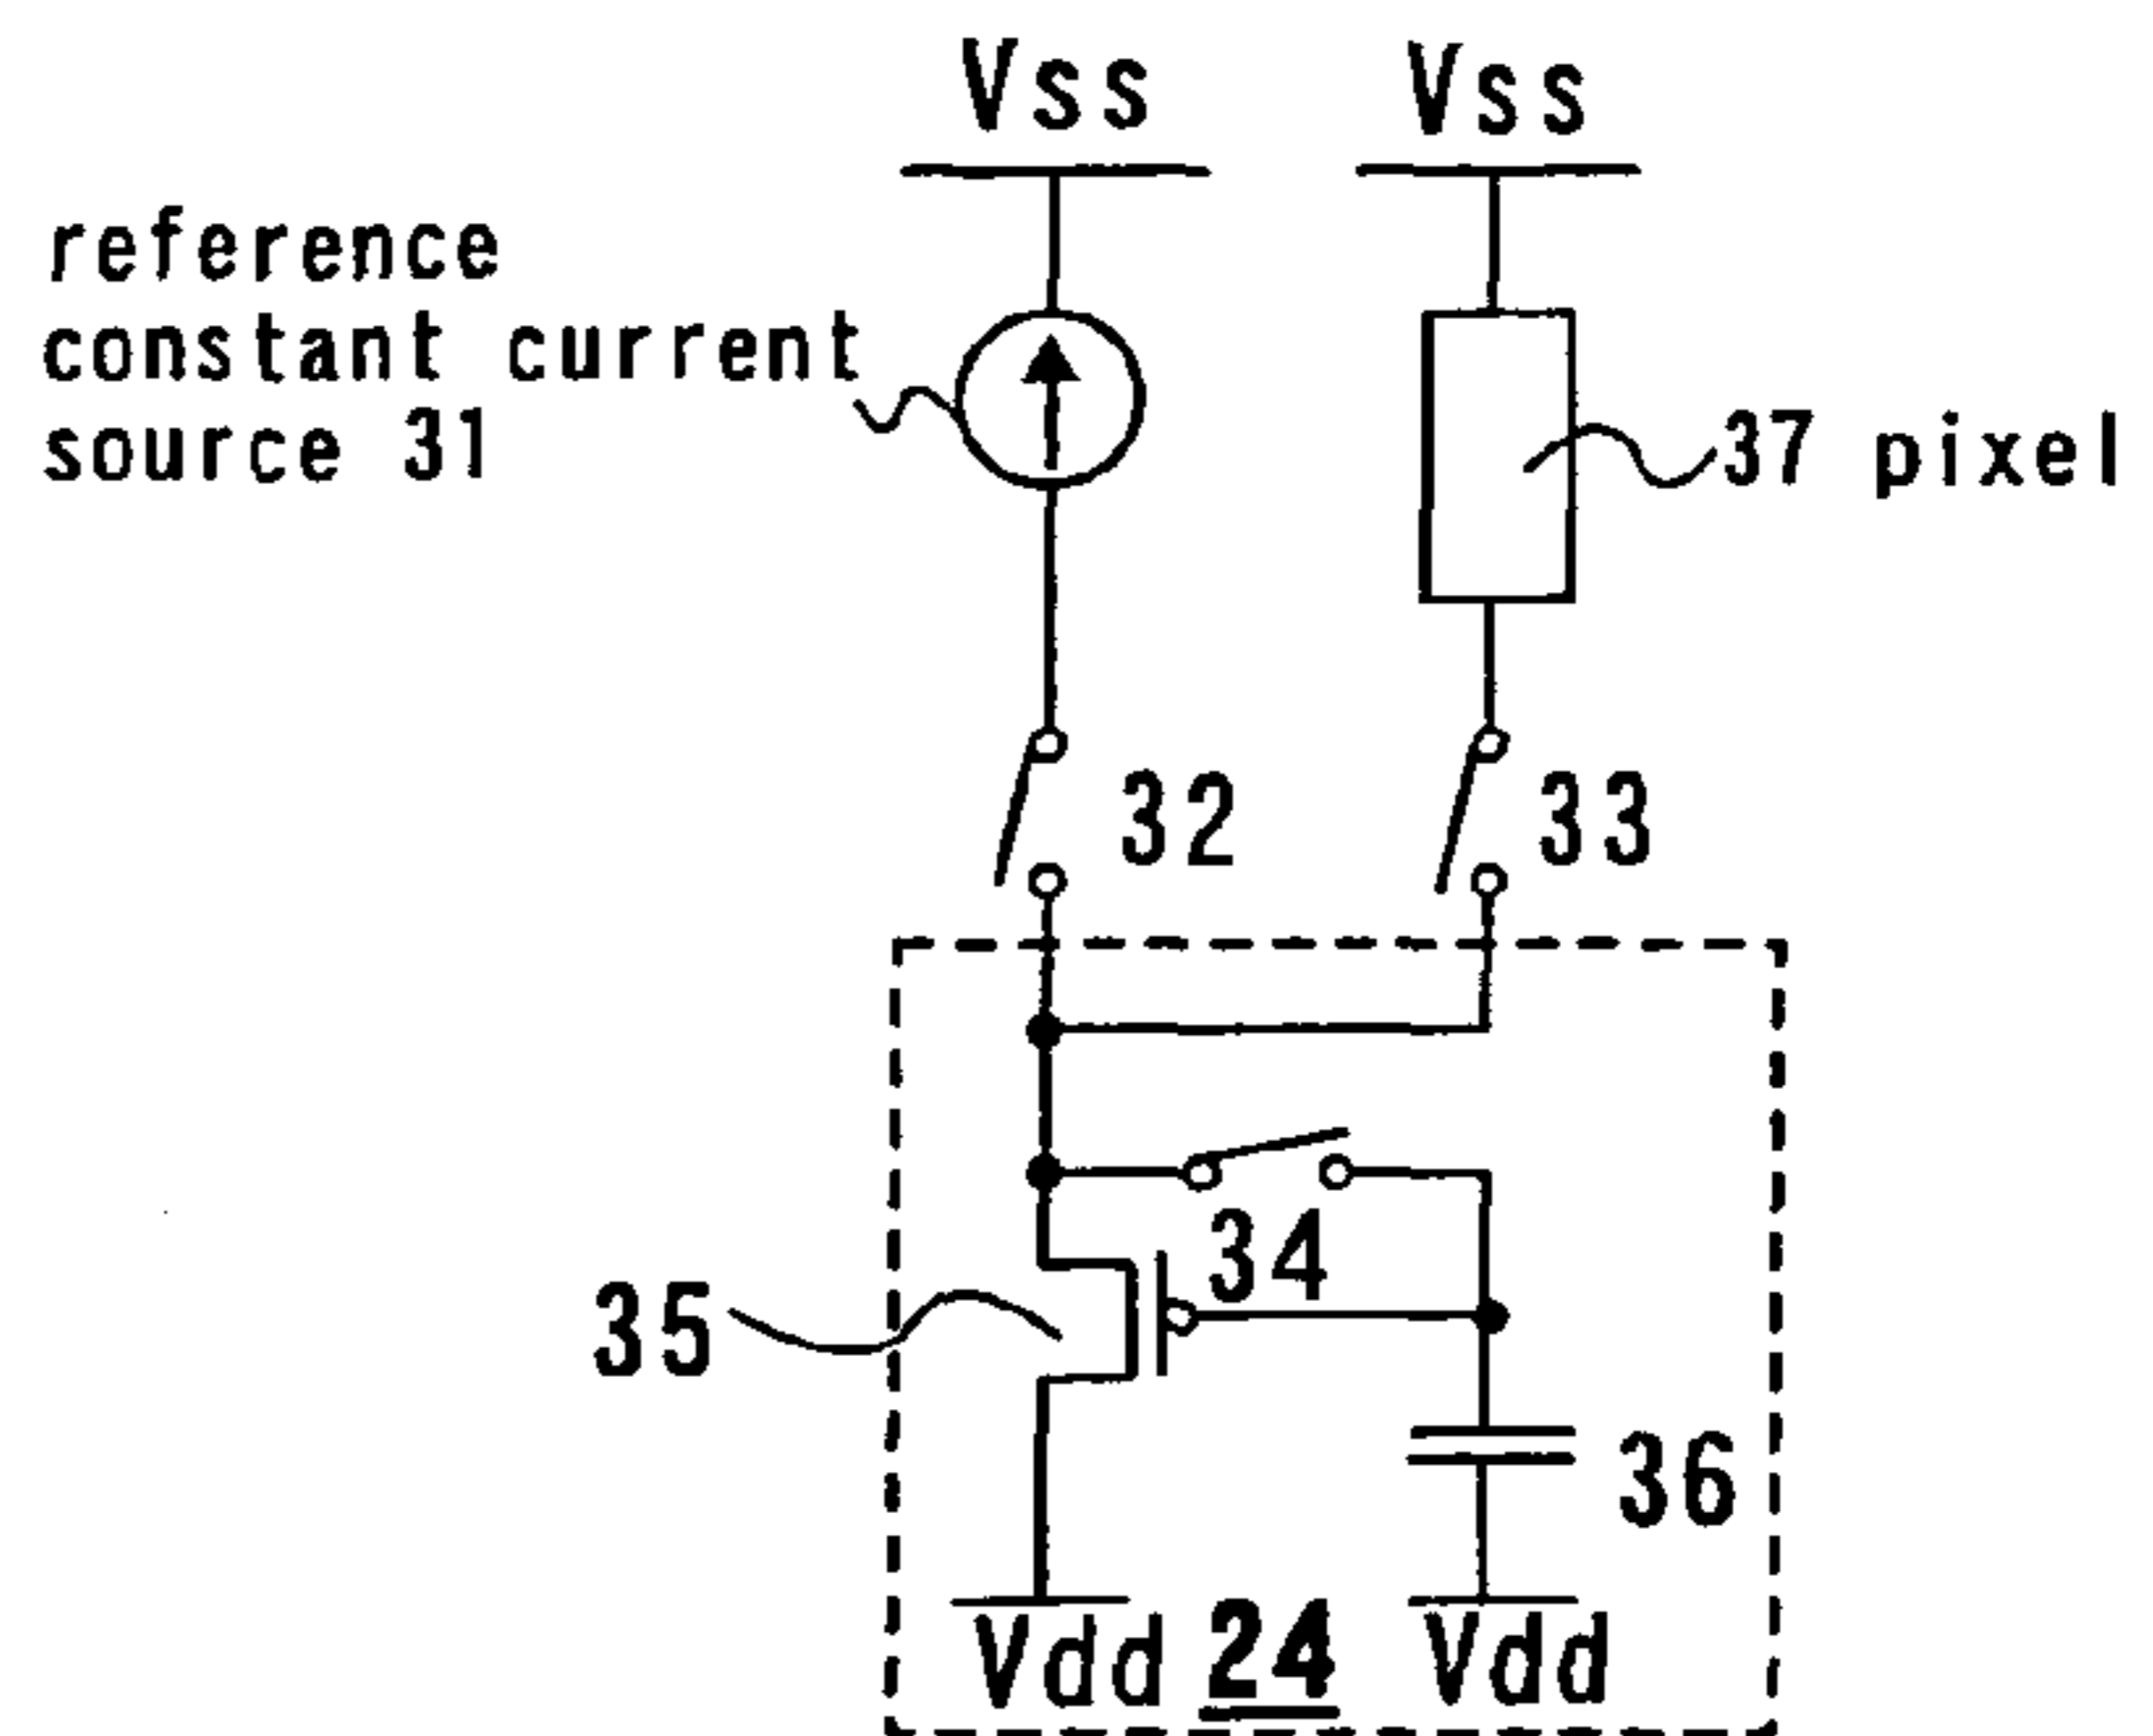 Vss
Vss
reference
constant current
source 31
37 pixel
32
33
34
35
36
Vdd
24
Vdd